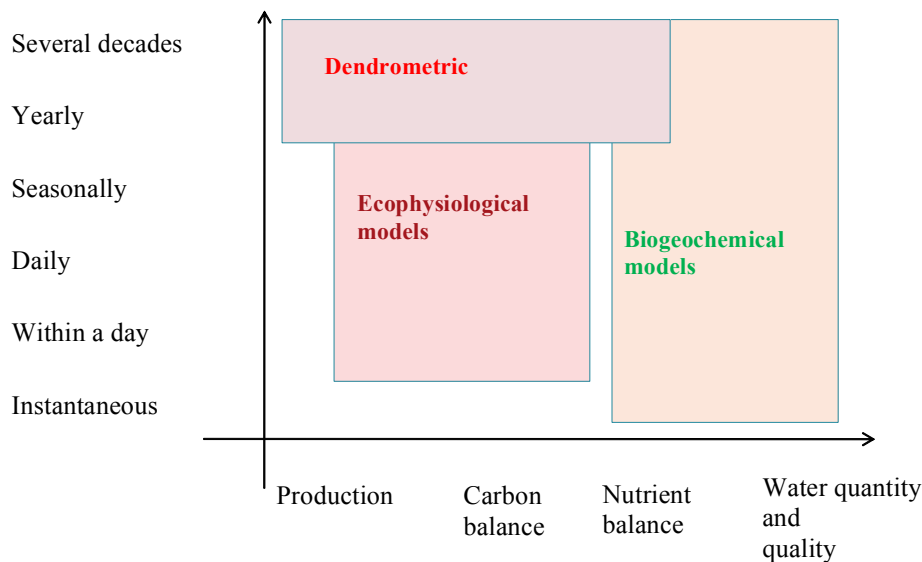 Several decades
Dendrometric
Yearly
Seasonally
Ecophysiological
models
Biogeochemical
models
Daily
Within a day
Instantaneous
Production
Carbon
balance
Nutrient
balance
Water quantity
and
quality